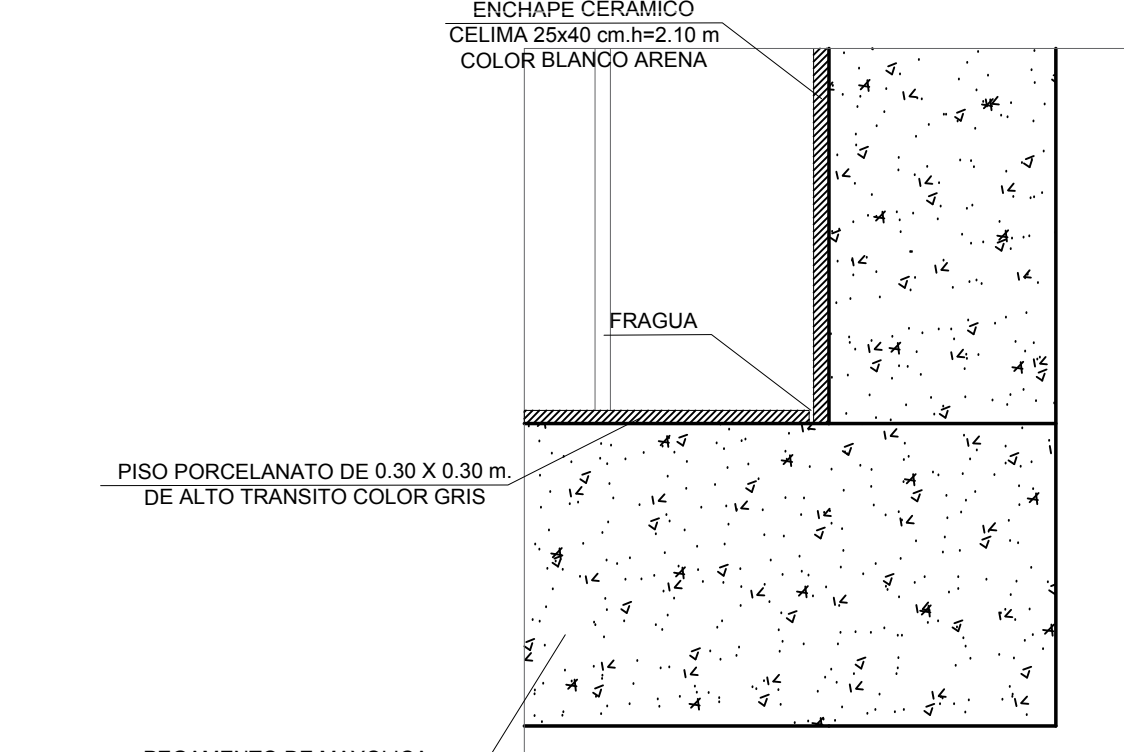 ENCHAPE CERAMICO
CELIMA 25x40 cm.h=2.10 m
COLOR BLANCO ARENA
FRAGUA
PISO PORCELANATO DE 0.30 X 0.30 m.
DE ALTO TRANSITO COLOR GRIS